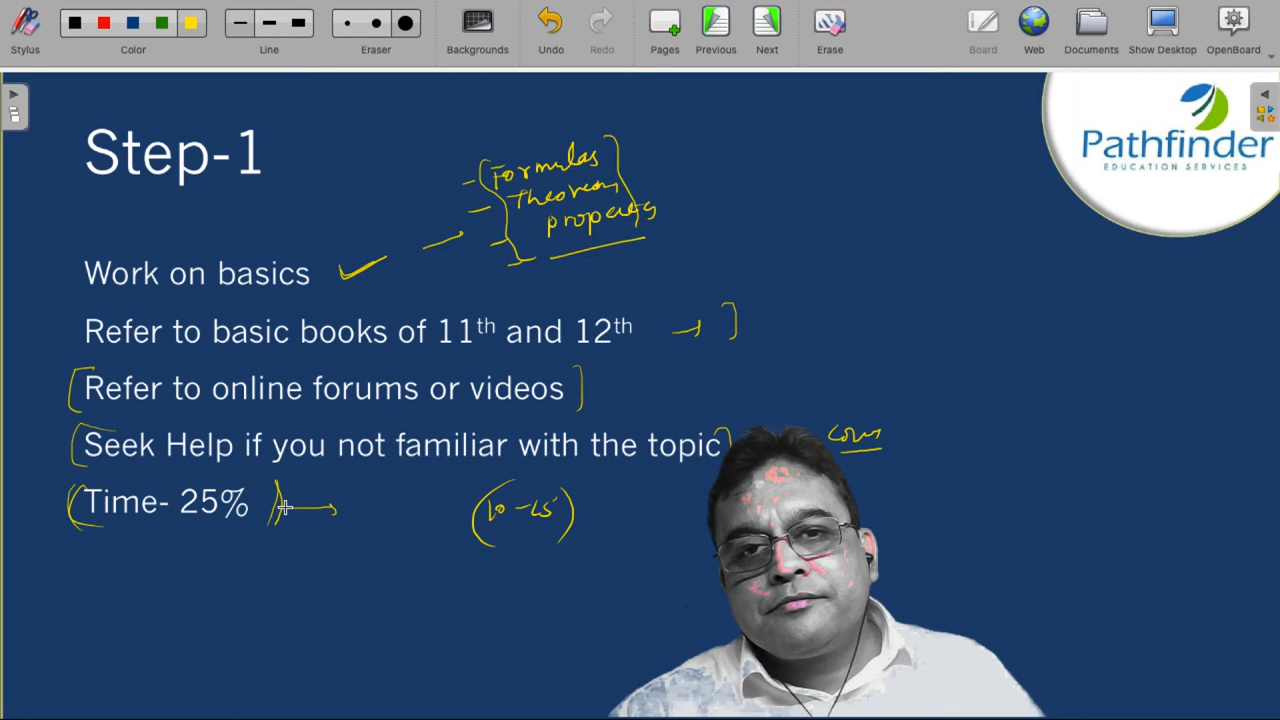 Stylus Color Line Eraser Backgrounds Undo Redo Pages Previous Next Erase Board Web Documents Show Desktop OpenBoard
Pathfinder
EDUCATION SERVICES
Step-1
Formulas
Theorems
Work on basics
Refer to basic books of 11th and 12th
Refer to online forums or videos
Seek Help if you not familiar with the topic
Time- 25%